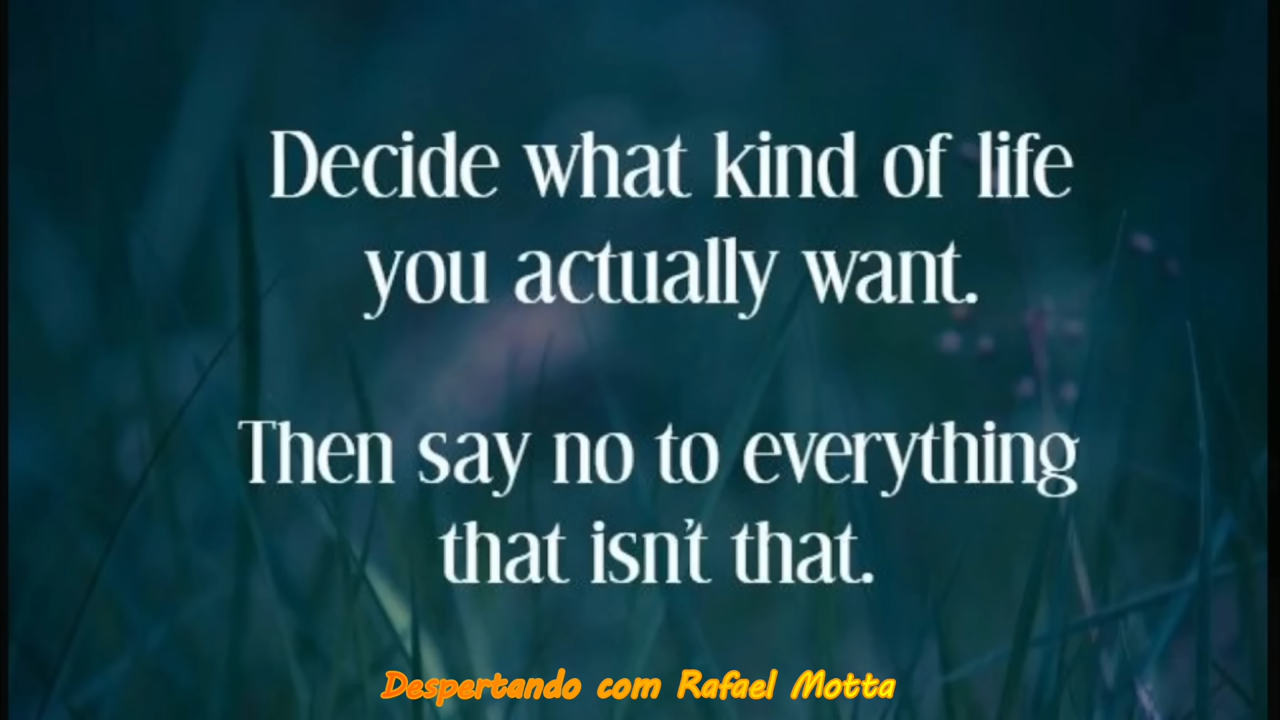 Decide what kind of life
you actually want.
Then say no to everything
that isn't that.
Despertando com Rafael Motta